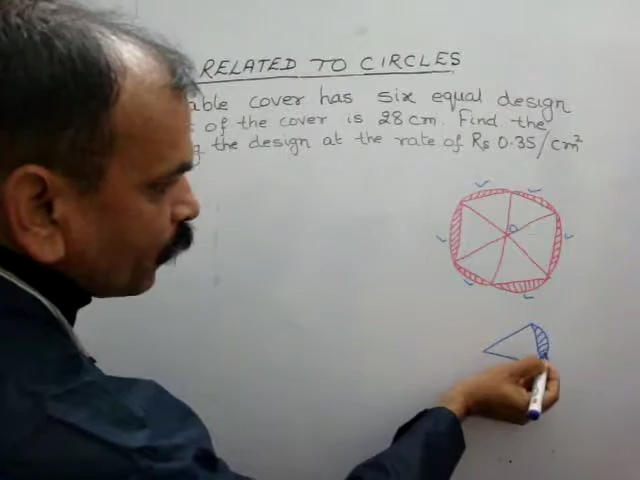 RELATED TO CIRCLES
able cover has six equal design
of the cover is 28 cm. Find the
the design at the rate of Rs 0.35/cm²
O